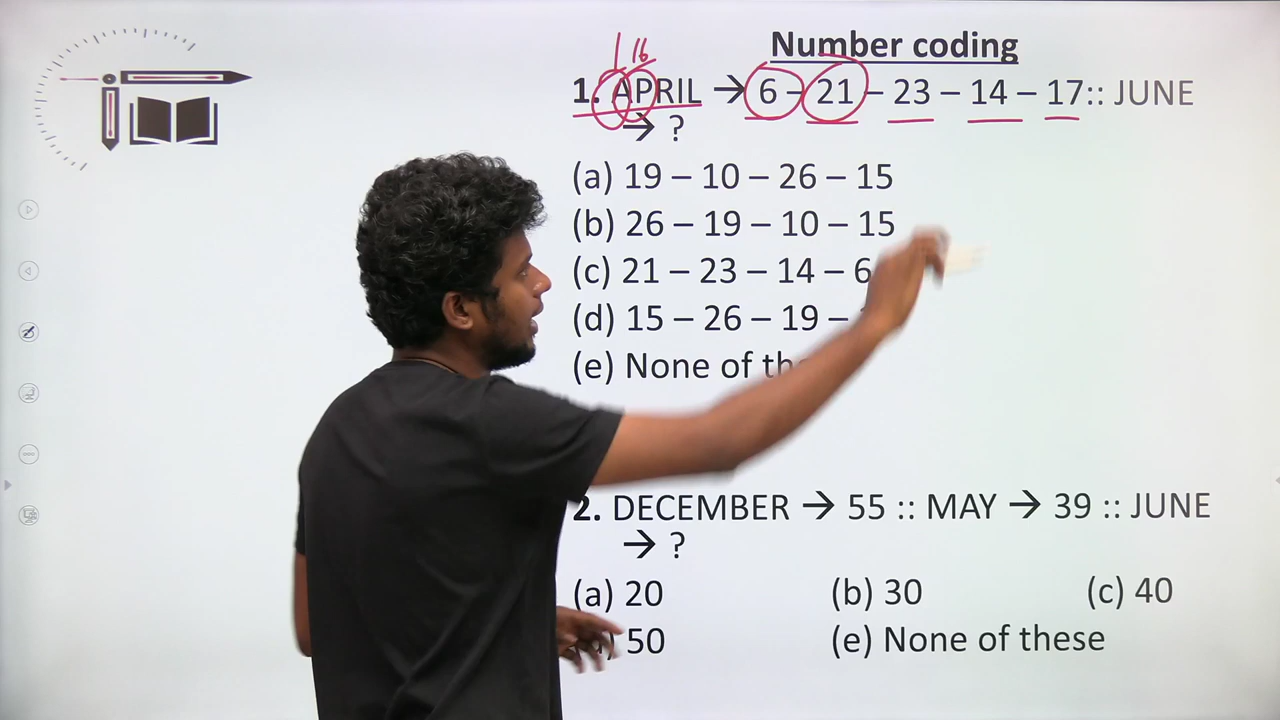 Number coding
1 16
1. APRIL → 6 – 21 – 23 – 14 – 17:: JUNE
→ ?
(a) 19 – 10 – 26 – 15
(b) 26 – 19 – 10 – 15
(c) 21 – 23 – 14 – 6
(d) 15 – 26 – 19 –
(e) None of
2. DECEMBER → 55 :: MAY → 39 :: JUNE
→ ?
(a) 20 (b) 30 (c) 40
50 (e) None of these